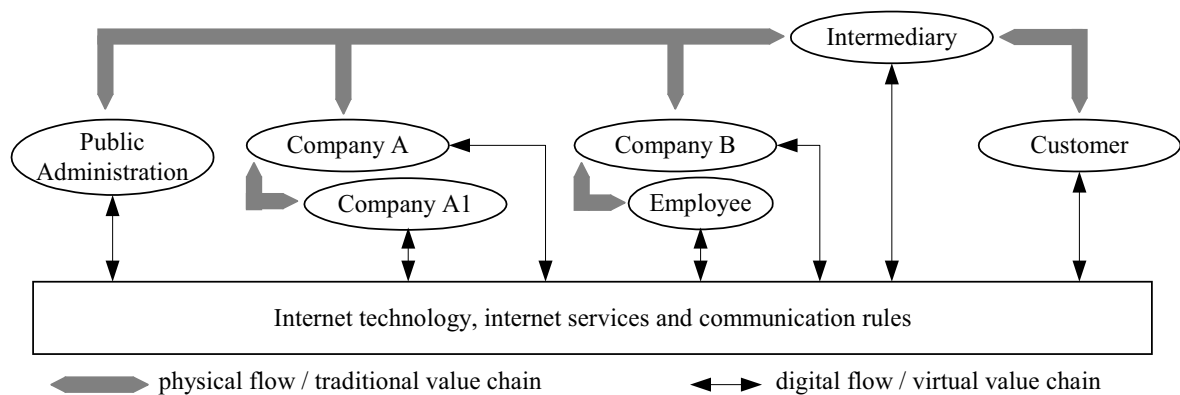 Intermediary
Public
Administration
Company A
Company B
Customer
Company A1
Employee
Internet technology, internet services and communication rules
physical flow / traditional value chain
digital flow / virtual value chain